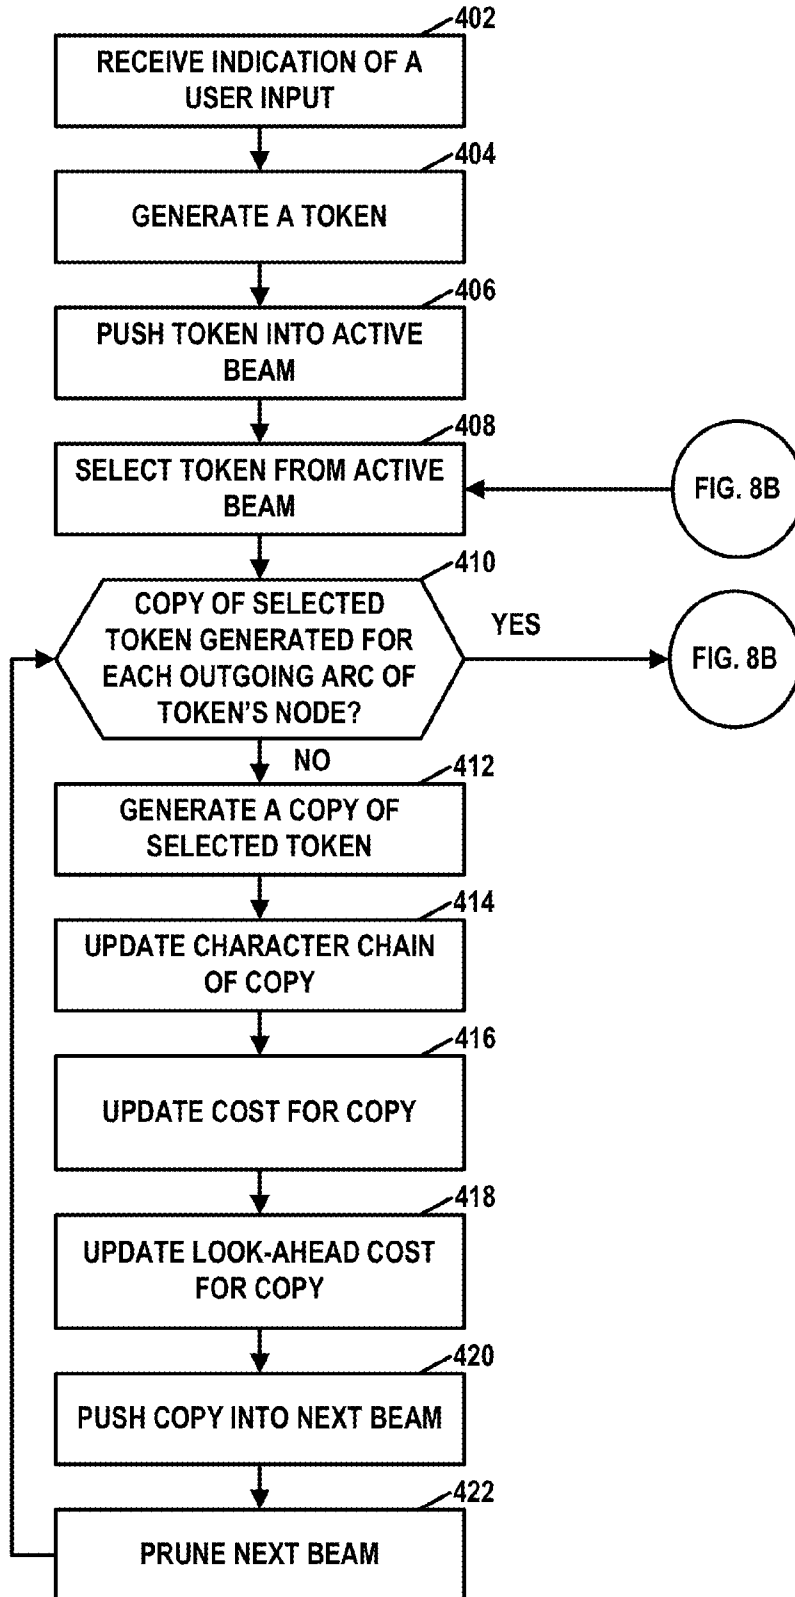 402
RECEIVE INDICATION OF A
USER INPUT
404
GENERATE A TOKEN
406
PUSH TOKEN INTO ACTIVE
BEAM
408
SELECT TOKEN FROM ACTIVE
BEAM
FIG. 8B
410
COPY OF SELECTED
TOKEN GENERATED FOR
EACH OUTGOING ARC OF
TOKEN'S NODE?
YES
FIG. 8B
NO
412
GENERATE A COPY OF
SELECTED TOKEN
414
UPDATE CHARACTER CHAIN
OF COPY
416
UPDATE COST FOR COPY
418
UPDATE LOOK-AHEAD COST
FOR COPY
420
PUSH COPY INTO NEXT BEAM
422
PRUNE NEXT BEAM